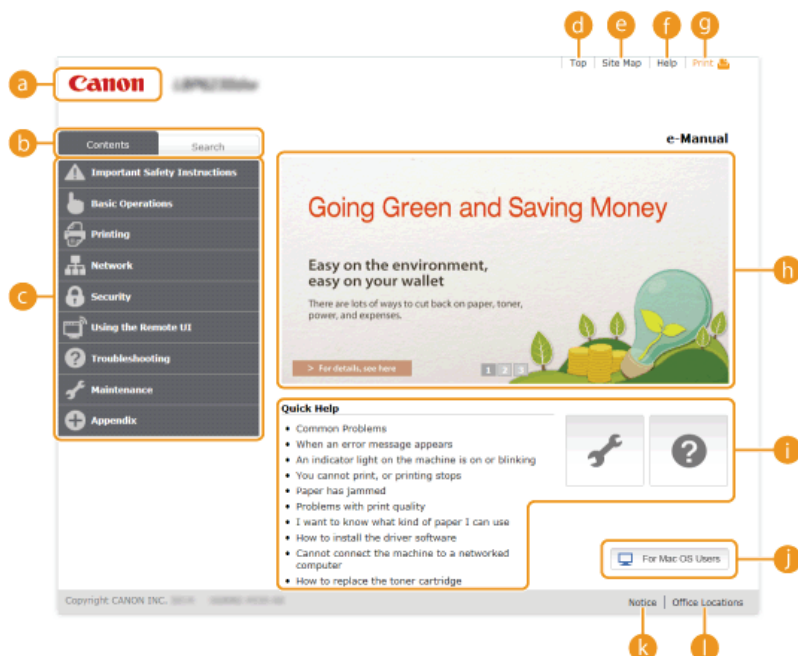 d e f g
Top Site Map Help Print
a Canon
b Contents Search
e-Manual
c
Important Safety Instructions
Basic Operations
Printing
Network
Security
Using the Remote UI
Troubleshooting
Maintenance
Appendix
Going Green and Saving Money
Easy on the environment,
easy on your wallet
There are lots of ways to cut back on paper, toner,
power, and expenses.
> For details, see here
1 2 3
h
Quick Help
Common Problems
When an error message appears
An indicator light on the machine is on or blinking
You cannot print, or printing stops
Paper has jammed
Problems with print quality
I want to know what kind of paper I can use
How to install the driver software
Cannot connect the machine to a networked
computer
How to replace the toner cartridge
?
i
For Mac OS Users
j
Copyright CANON INC.
Notice Office Locations
k l